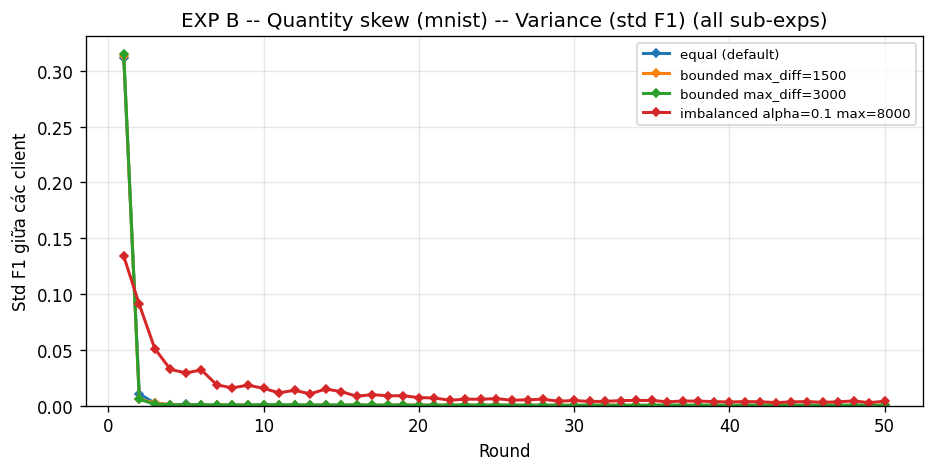 EXP B -- Quantity skew (mnist) -- Variance (std F1) (all sub-exps)
equal (default)
bounded max_diff=1500
bounded max_diff=3000
imbalanced alpha=0.1 max=8000
Std F1 giữa các client
0.30
0.25
0.20
0.15
0.10
0.05
0.00
0 10 20 30 40 50
Round